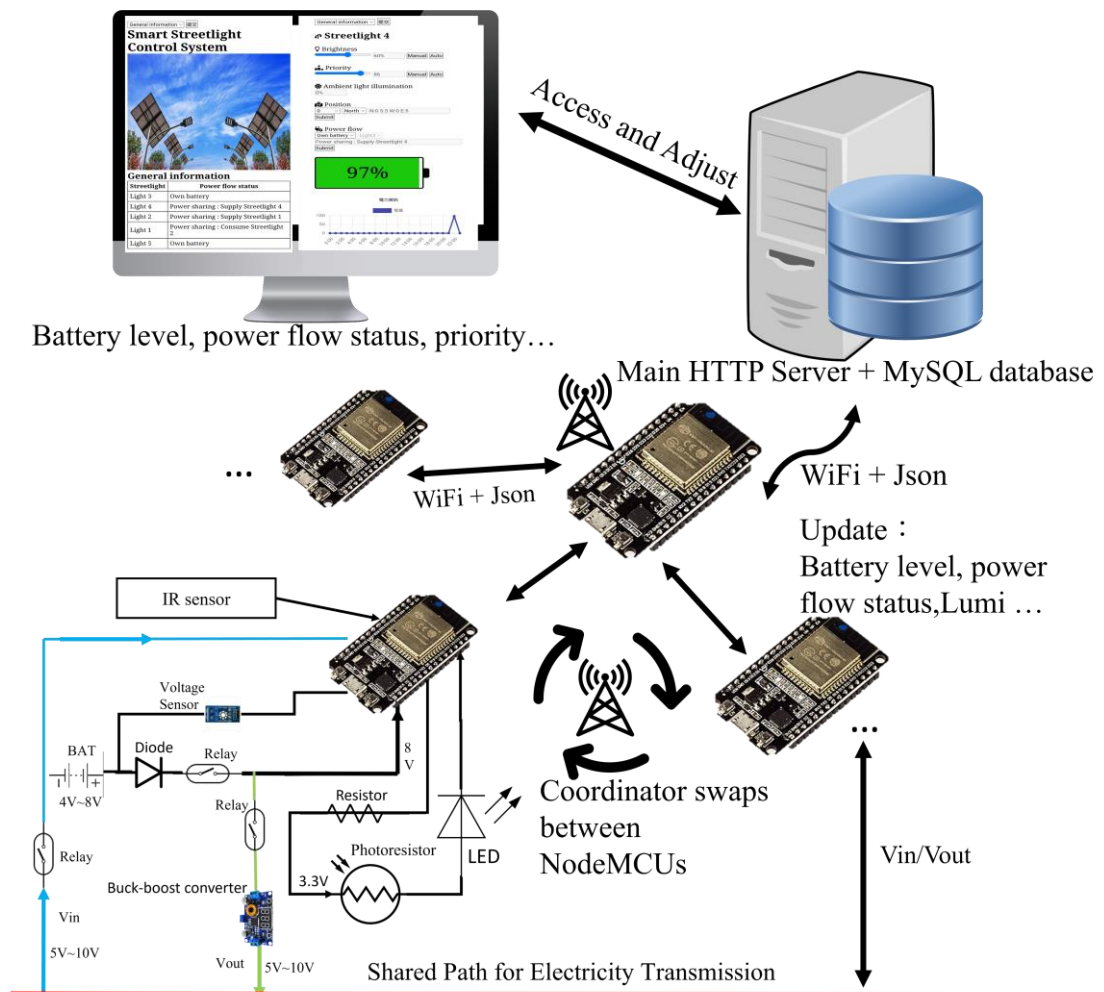 General information
Smart Streetlight
Control System
General information
Streetlight Power flow status
Light 3 Own battery
Light 4 Power sharing : Supply Streetlight 4
Light 2 Power sharing : Supply Streetlight 1
Light 1 Power sharing : Consume Streetlight
2
Light 5 Own battery
General information
Streetlight 4
Brightness
Manual Auto
Priority
Manual Auto
Ambient light illumination
Position
North
Submit
Power flow
Own battery
Power sharing : Supply Streetlight 4
Submit
97%
Access and Adjust
Battery level, power flow status, priority…
Main HTTP Server + MySQL database
...
WiFi + Json
WiFi + Json
Update：
Battery level, power
flow status,Lumi …
IR sensor
Voltage
Sensor
BAT
Diode
Relay
8
V
4V~8V
Resistor
Relay
Relay
Photoresistor
LED
3.3V
Buck-boost converter
Vin
5V~10V
Vout
5V~10V
Coordinator swaps
between
NodeMCUs
...
Vin/Vout
Shared Path for Electricity Transmission